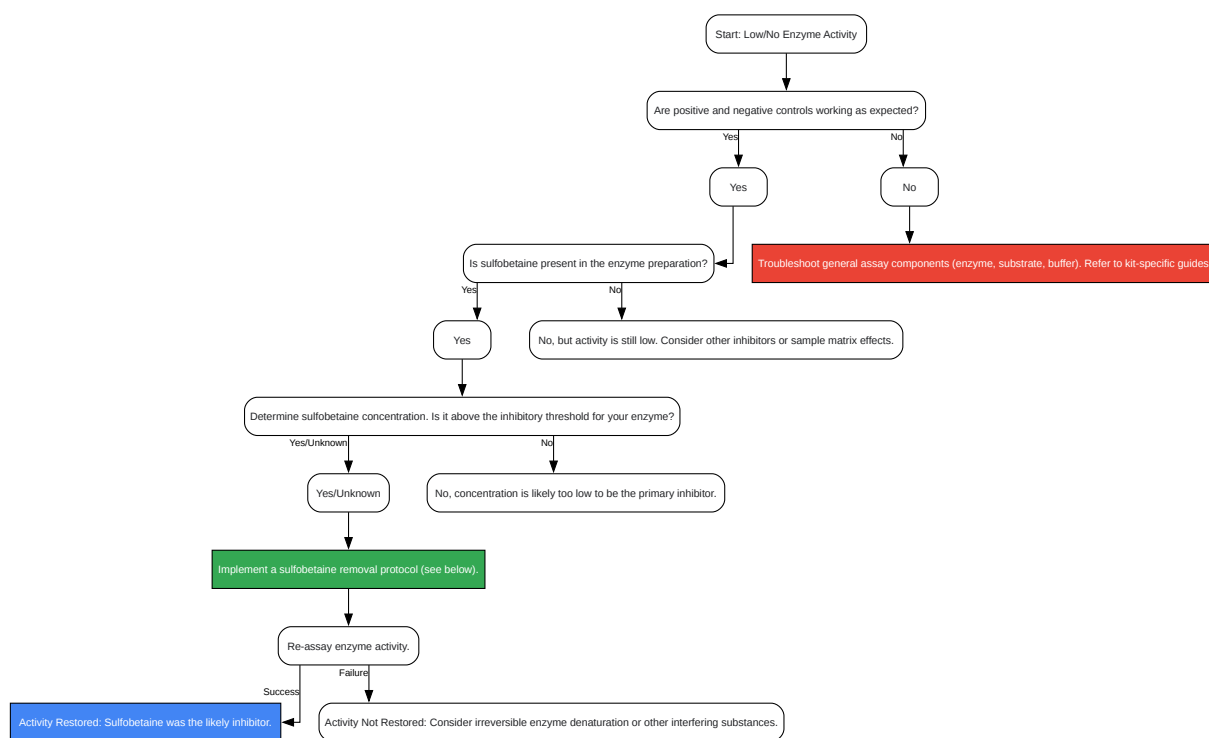 Start: Low/No Enzyme Activity
Are positive and negative controls working as expected?
Yes
No
Yes
No
Is sulfobetaine present in the enzyme preparation?
Troubleshoot general assay components (enzyme, substrate, buffer). Refer to kit-specific guides
Yes
No
Yes
No, but activity is still low. Consider other inhibitors or sample matrix effects.
Determine sulfobetaine concentration. Is it above the inhibitory threshold for your enzyme?
Yes/Unknown
No
Yes/Unknown
No, concentration is likely too low to be the primary inhibitor.
Implement a sulfobetaine removal protocol (see below).
Re-assay enzyme activity.
Failure
Success
Activity Restored: Sulfobetaine was the likely inhibitor.
Activity Not Restored: Consider irreversible enzyme denaturation or other interfering substances.